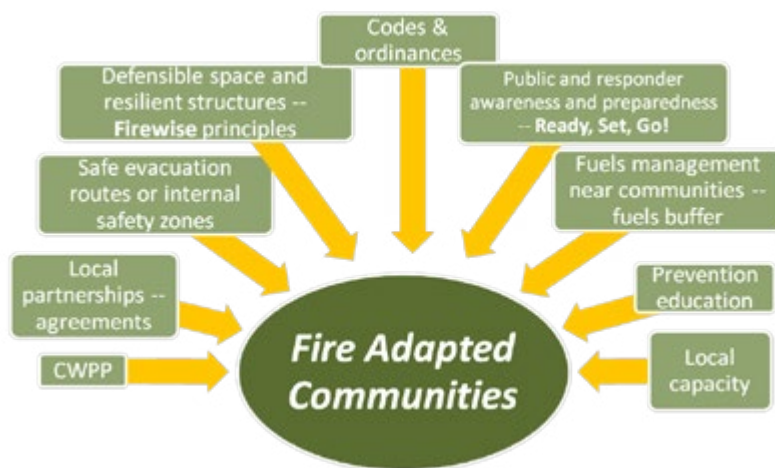 Codes &
ordinances
Defensible space and
resilient structures --
Firewise principles
Public and responder
awareness and preparedness
-- Ready, Set, Go!
Safe evacuation
routes or internal
safety zones
Fuels management
near communities --
fuels buffer
Local
partnerships --
agreements
Prevention
education
CWPP
Local
capacity
Fire Adapted
Communities